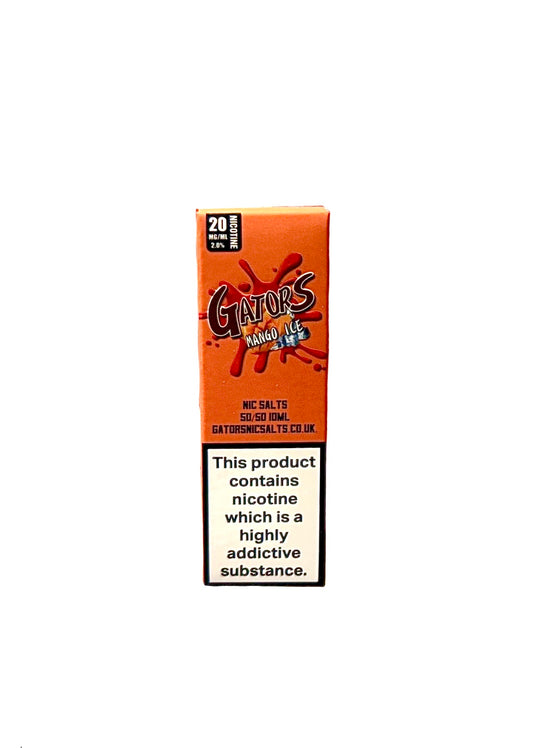 20
MG/ML
2.0%
NICOTINE
GATORS
MANGO ICE
NIC SALTS
50/50 10ML
GATORSNICSALTS.CO.UK
This product
contains
nicotine
which is a
highly
addictive
substance.